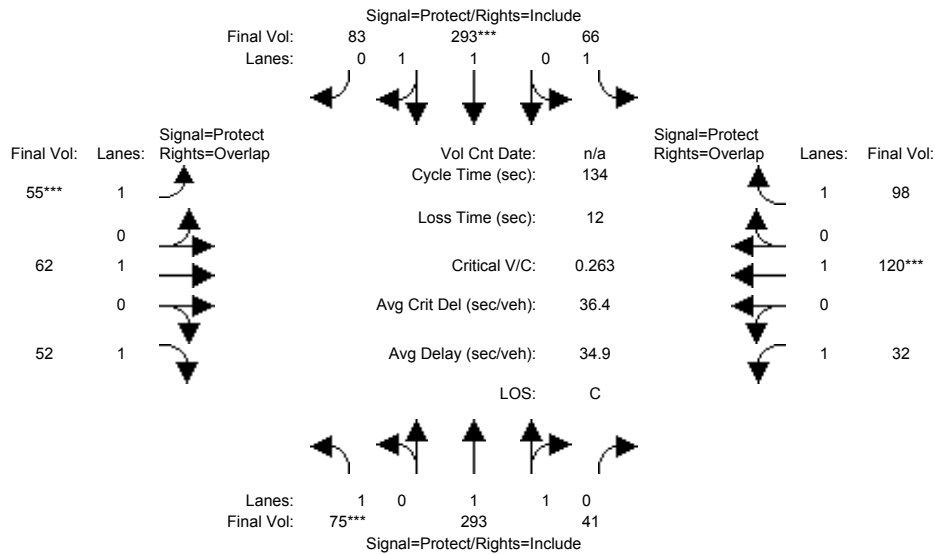 Signal=Protect/Rights=Include
Final Vol: 83 293*** 66
Lanes: 0 1 1 0 1
Signal=Protect
Final Vol: Lanes: Rights=Overlap
Vol Cnt Date: n/a
Signal=Protect
Rights=Overlap Lanes: Final Vol:
Cycle Time (sec): 134
55*** 1
1 98
Loss Time (sec): 12
0
0
62 1
Critical V/C: 0.263
1 120***
0
Avg Crit Del (sec/veh): 36.4
0
52 1
Avg Delay (sec/veh): 34.9
1 32
LOS: C
Lanes: 1 0 1 1 0
Final Vol: 75*** 293 41
Signal=Protect/Rights=Include